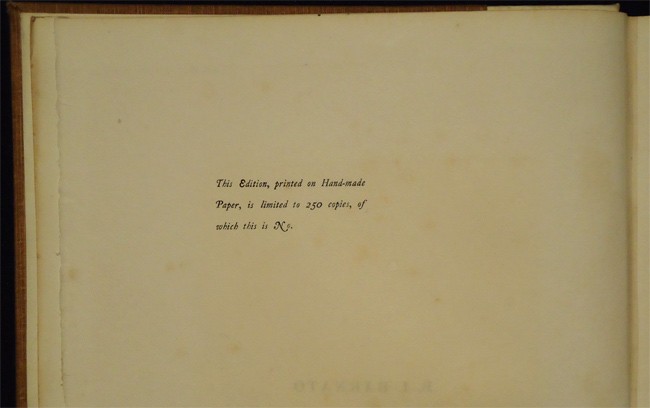 This Edition, printed on Hand-made
Paper, is limited to 250 copies, of
which this is No.